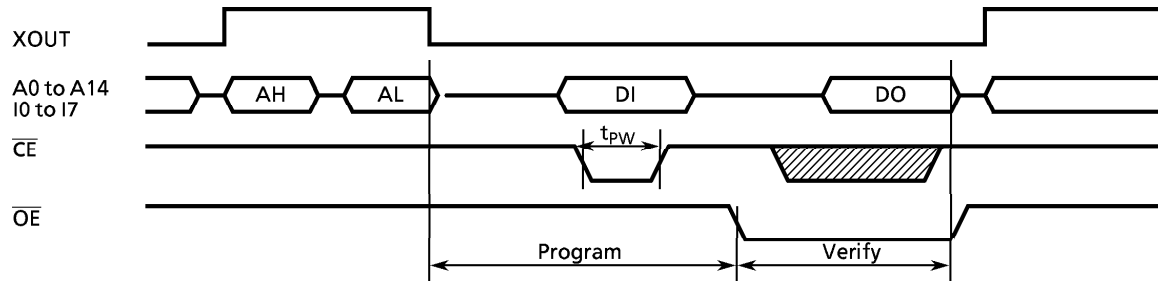 XOUT
A0 to A14
I0 to I7
AH
AL
DI
DO
tPW
CE
OE
Program
Verify